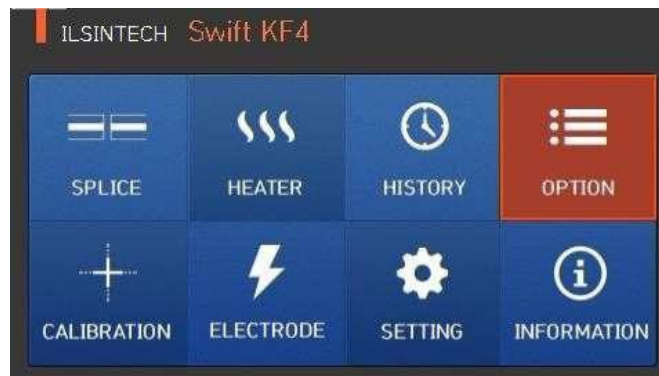 ILSINTECH Swift KF4
SPLICE HEATER HISTORY OPTION
CALIBRATION ELECTRODE SETTING INFORMATION